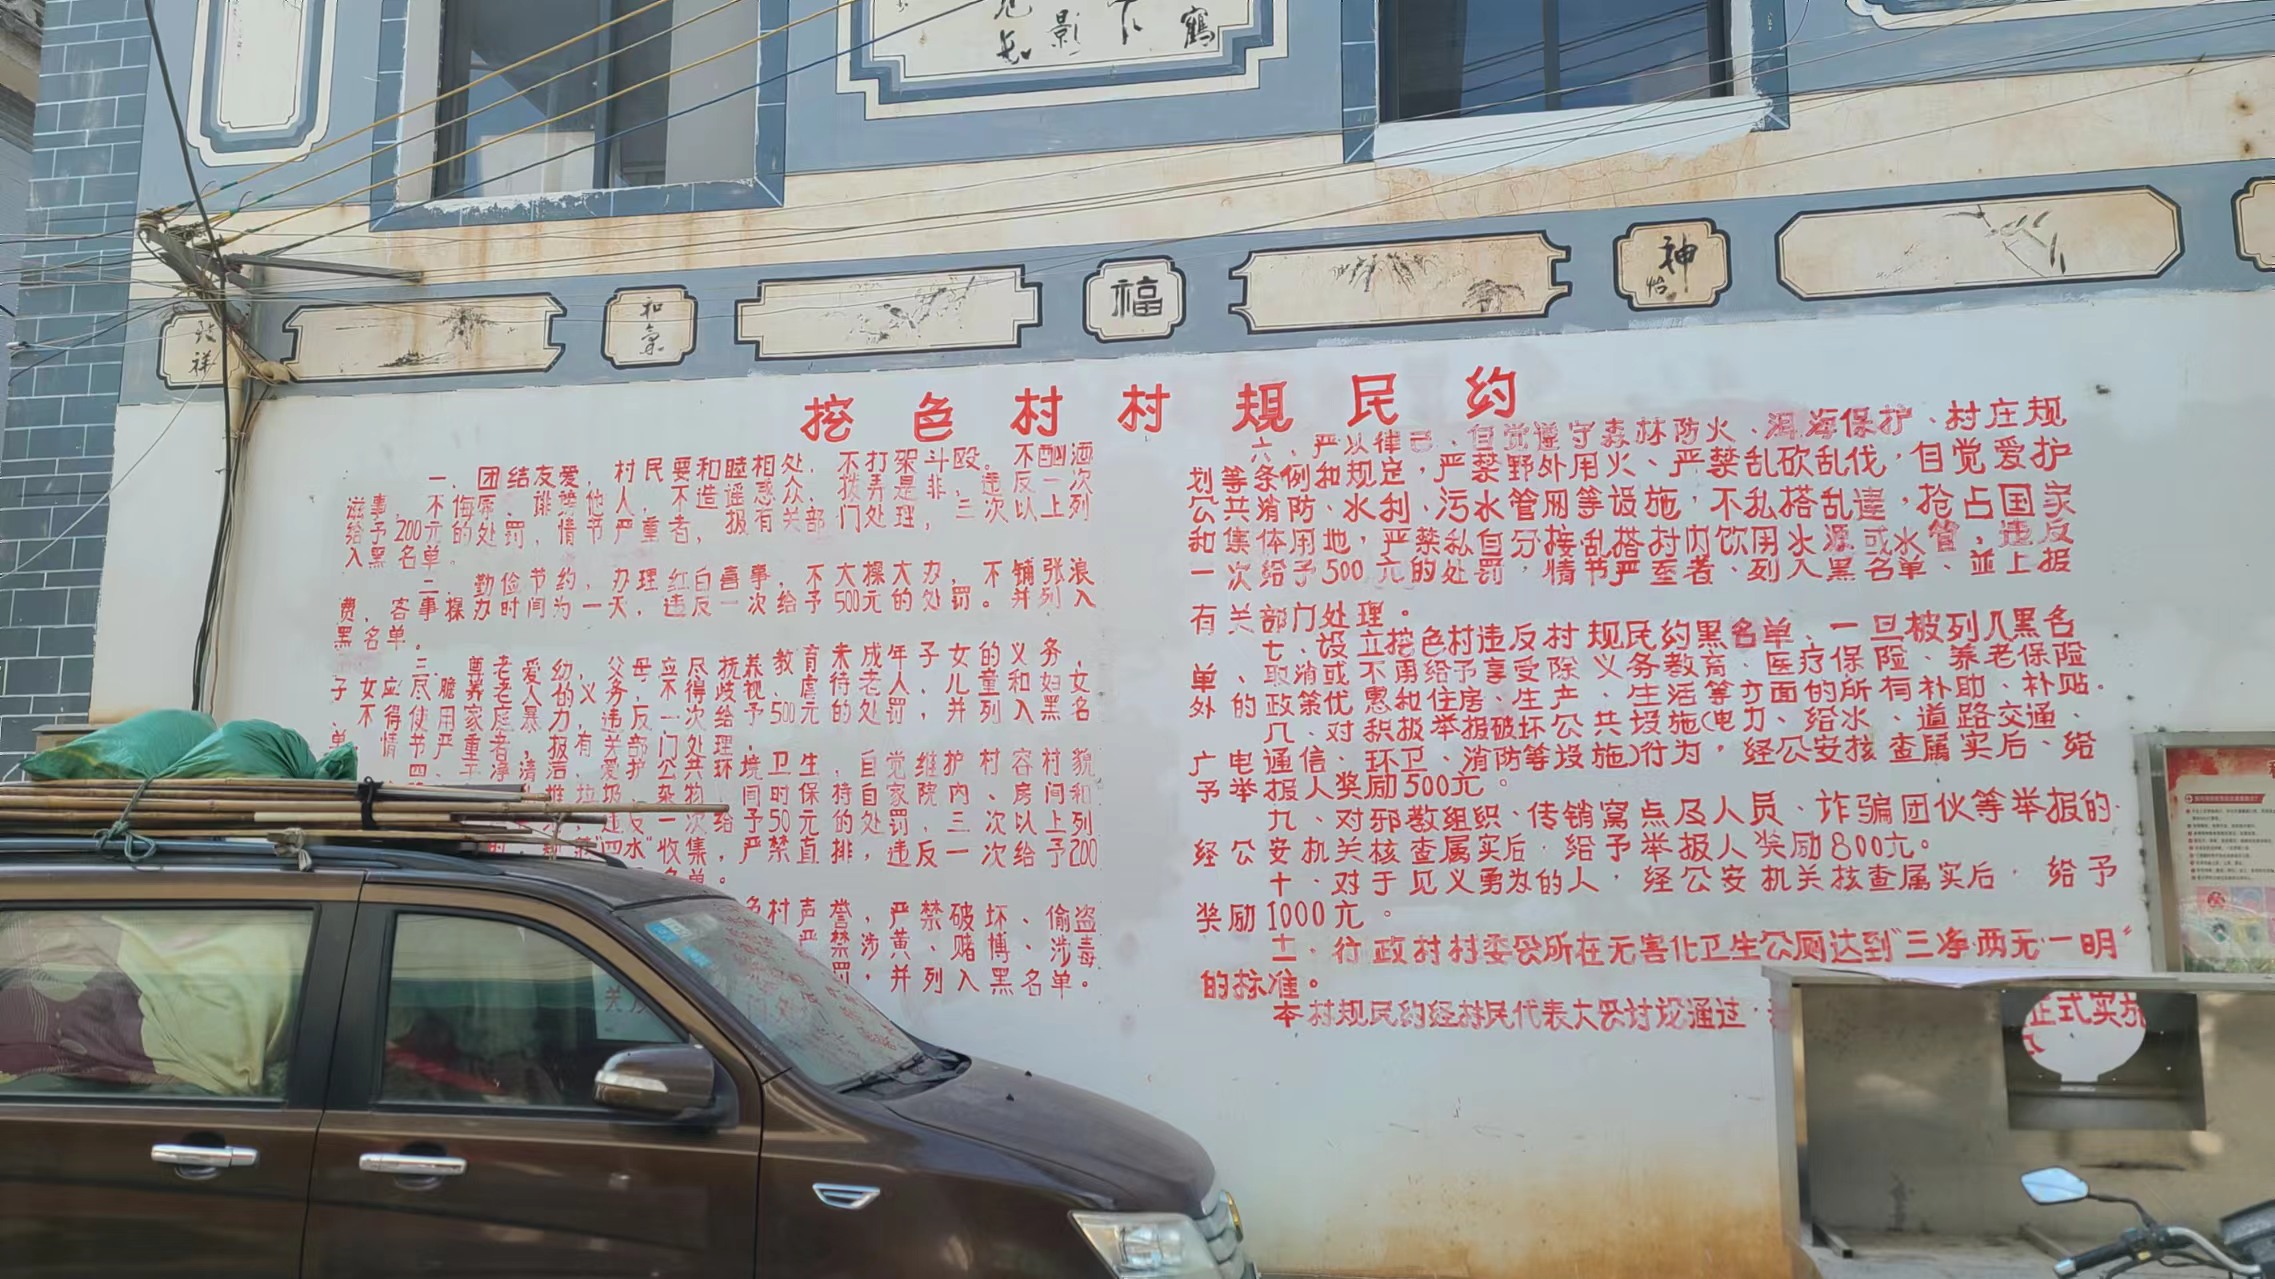 影
下
鹤
祥
和
气
福
神
怡
挖色村村规民约
一、团结友爱,村民要和睦相处,不打架斗殴。不酗酒
滋事,不侮辱、诽谤他人,不造谣惑众,拨弄是非,违反一次
给予200元的处罚,情节严重者,报有关部门处理,三次以上列
入黑名单。
二、勤俭节约,办理红白喜事,不大操大办,不铺张浪
费,客事操办时间为一天,违反一次给予500元的处罚。并列入
黑名单。
三、尊老爱幼,父母应尽抚养教育未成年子女的义务,
子女应尽赡养老人的义务,不得歧视、虐待老人、儿童和妇女
不得使用家庭暴力,违反一次给予500元的处罚,并列入黑名
单,情节严重者,报有关部门处理,
四、干净清洁,爱护公共环境卫生,自觉维护村容村貌
堆垃圾、杂物,同时保持自家院内、房间和
违反一次给予50元的处罚,三次以上列
"四水"收集,严禁直排,违反一次给予200
名单。
色村声誉,严禁破坏、偷盗
严禁涉黄、赌博、涉毒
罚,并列入黑名单。
六、严以律己、自觉遵守森林防火、洱海保护、村庄规
划等条例和规定,严禁野外用火、严禁乱砍乱伐,自觉爱护
公共消防、水利、污水管网等设施,不乱搭乱建,抢占国家
和集体用地,严禁私自分接乱搭村内饮用水源或水管,违反
一次给予500元的处罚,情节严重者、列入黑名单、並上报
有关部门处理。
七、设立挖色村违反村规民约黑名单、一旦被列入黑名
单、取消或不再给予享受除义务教育、医疗保险、养老保险
外的政策优惠和住房、生产、生活等方面的所有补助、补贴.
八、对积极举报破坏公共设施(电力、给水、道路交通、
广电通信、环卫、消防等设施)行为,经公安核查属实后、给
予举报人奖励500元。
九、对邪教组织、传销窝点及人员、诈骗团伙等举报的.
经公安机关核查属实后,给予举报人奖励800元。
十、对于见义勇为的人,经公安机关核查属实后,给予
奖励1000元。
十一、行政村村委会所在无害化卫生公厕达到"三净两无一明"
的标准。
本村规民约经村民代表大会讨论通过,
正式实施